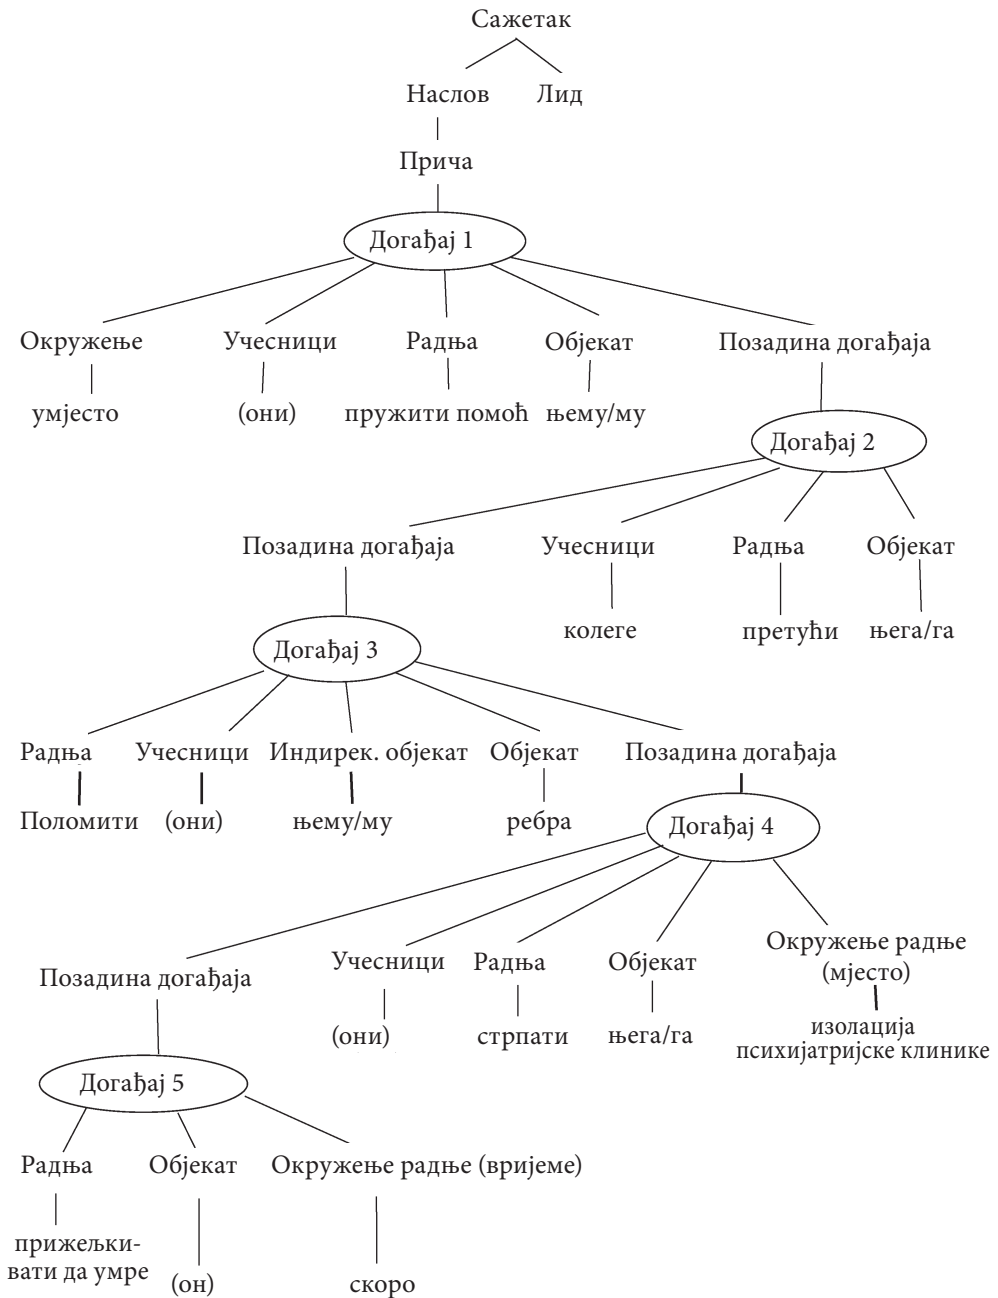 Сажетак
Наслов Лид
Прича
Догађај 1
Окружење Учесници Радња Објекат Позадина догађаја
умјесто (они) пружити помоћ њему/му
Догађај 2
Позадина догађаја Учесници Радња Објекат
колеге претући њега/га
Догађај 3
Радња Учесници Индирек. објекат Објекат Позадина догађаја
Поломити (они) њему/му ребра
Догађај 4
Позадина догађаја Учесници Радња Објекат Окружење радње
(мјесто)
(они) стрпати њега/га изолација
психијатријске клинике
Догађај 5
Радња Објекат Окружење радње (вријеме)
прижељки-
вати да умре (он) скоро